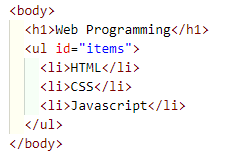 <body>
<h1>Web Programming</h1>
<ul id="items">
<li>HTML</li>
<li>CSS</li>
<li>Javascript</li>
</ul>
</body>